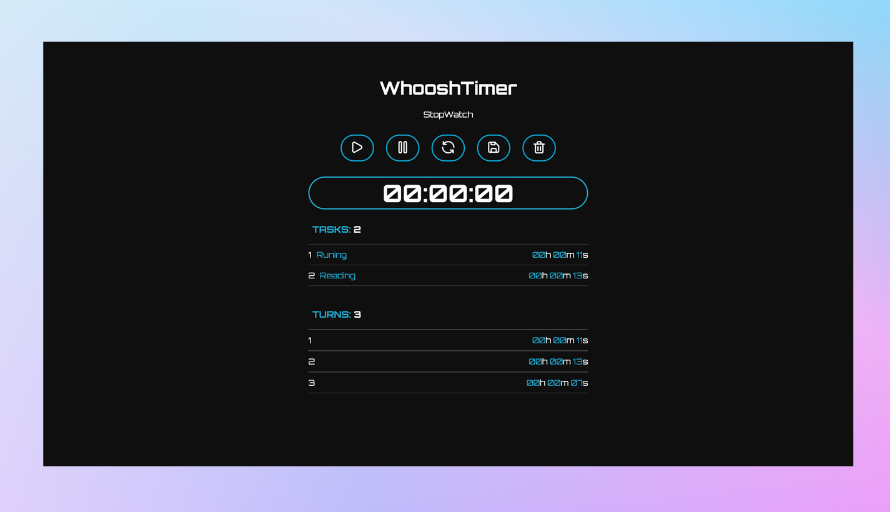 WhooshTimer
StopWatch
00:00:00
TASKS: 2
1 Runing 00h 00m 11s
2 Reading 00h 00m 13s
TURNS: 3
1 00h 00m 11s
2 00h 00m 13s
3 00h 00m 07s